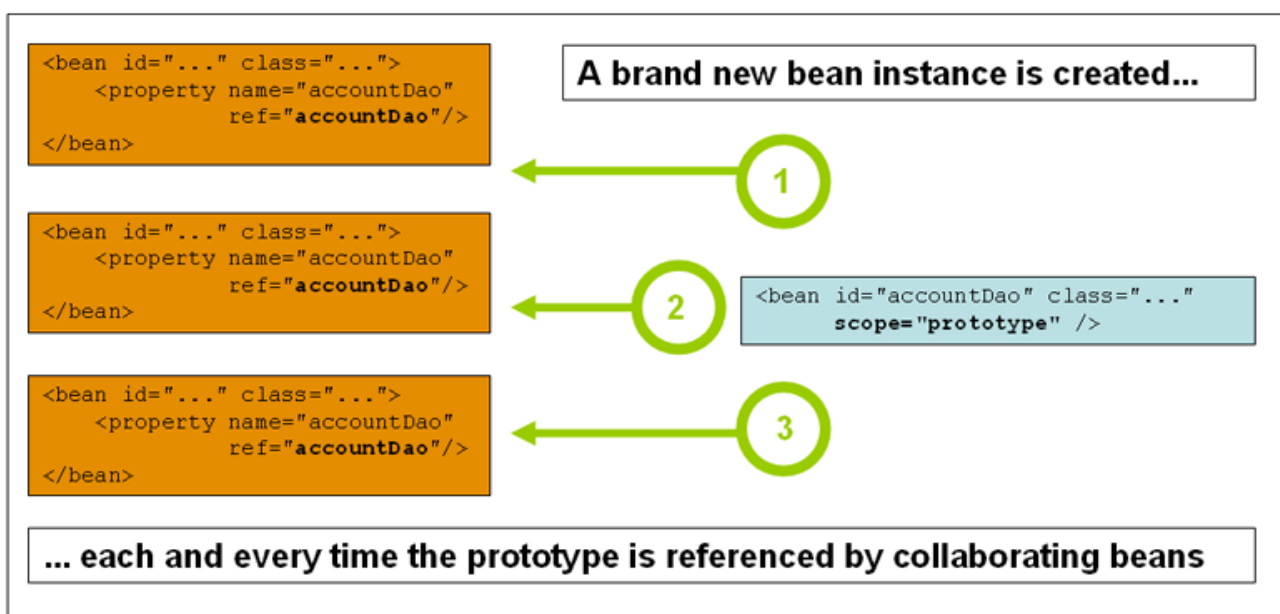 <bean id="..." class="...">
    <property name="accountDao"
              ref="accountDao"/>
</bean>
A brand new bean instance is created...
1
<bean id="..." class="...">
    <property name="accountDao"
              ref="accountDao"/>
</bean>
2
<bean id="accountDao" class="..."
      scope="prototype" />
<bean id="..." class="...">
    <property name="accountDao"
              ref="accountDao"/>
</bean>
3
... each and every time the prototype is referenced by collaborating beans